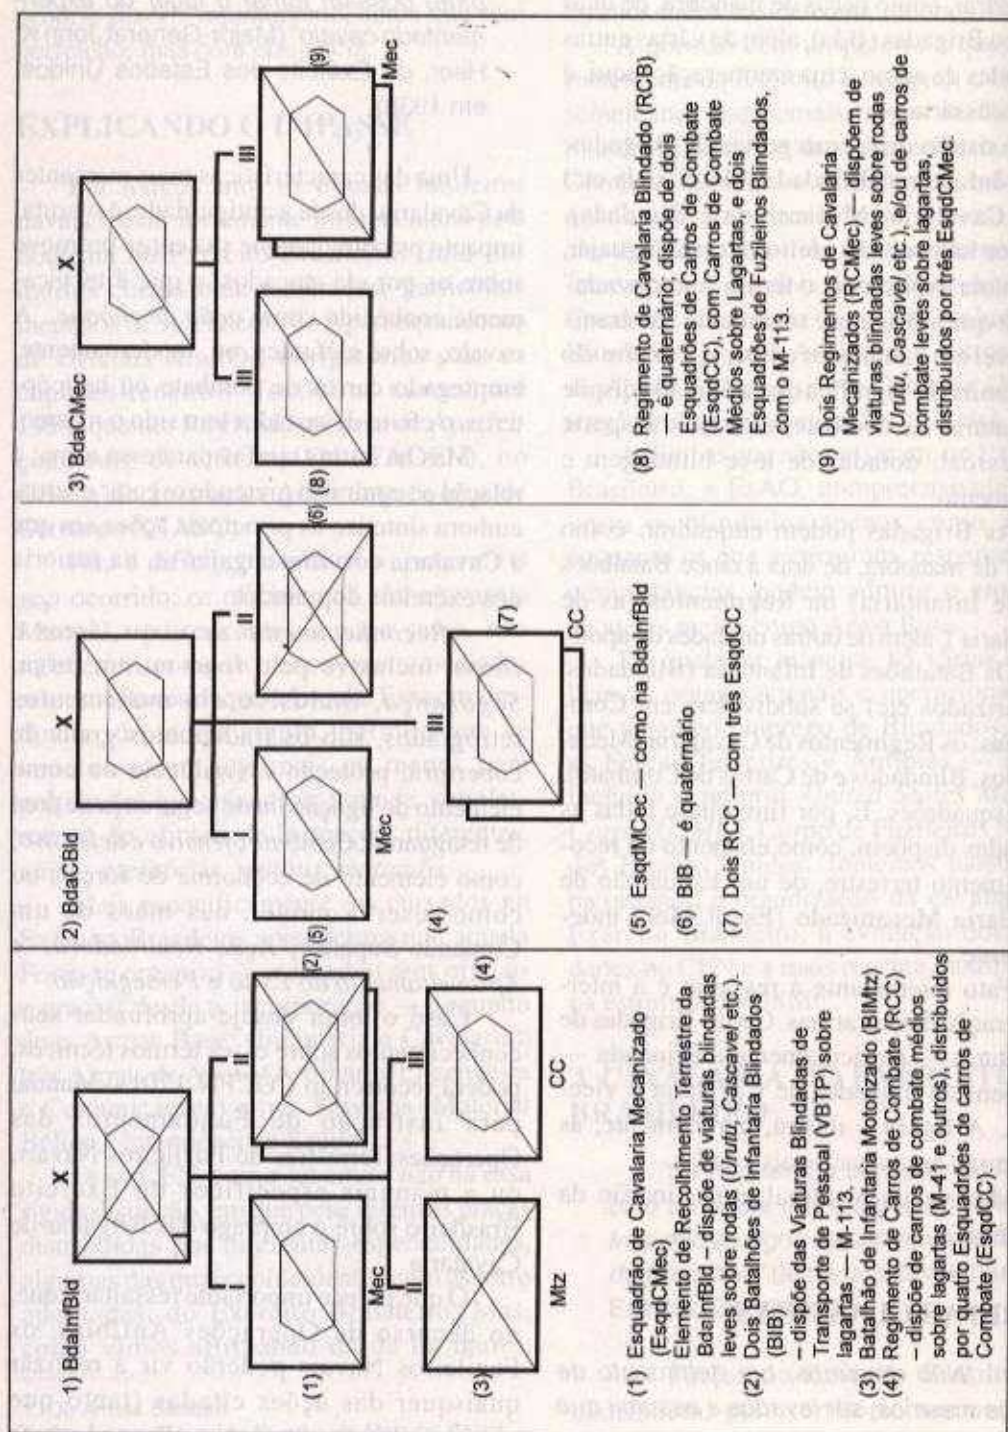 1) BdaInfBld
X
(1)
Mec
I
II
(2)
(3)
Mtz
II
III
CC
(4)
(1) Esquadrão de Cavalaria Mecanizado
(EsqdCMec)
Elemento de Recolhimento Terrestre da
BdaInfBld – dispõe de viaturas blindadas
leves sobre rodas (Urutu, Cascavel etc.)
(2) Dois Batalhões de Infantaria Blindados
(BIB)
– dispõe das Viaturas Blindadas de
Transporte de Pessoal (VBTP) sobre
lagartas — M-113.
(3) Batalhão de Infantaria Motorizado (BIMtz)
(4) Regimento de Carros de Combate (RCC)
– dispõe de carros de combate médios
sobre lagartas (M-41 e outros), distribuídos
por quatro Esquadrões de carros de
Combate (EsqdCC)
2) BdaCBld
X
I
II
(5)
Mec
(6)
(4)
III
(7)
CC
(5) EsqdMCec — como na BdaInfBld
(6) BIB — é quaternário
(7) Dois RCC — com três EsqdCC
3) BdaCMec
X
III
III
(8)
(9)
Mec
(8) Regimento de Cavalaria Blindado (RCB)
— é quaternário; dispõe de dois
Esquadrões de Carros de Combate
(EsqdCC), com Carros de Combate
Médios sobre Lagartas, e dois
Esquadrões de Fuzileiros Blindados,
com o M-113.
(9) Dois Regimentos de Cavalaria
Mecanizados (RCMec) — dispõem de
viaturas blindadas leves sobre rodas
(Urutu, Cascavel etc.), e/ou de carros de
combate leves sobre lagartas,
distribuídos por três EsqdCMec.